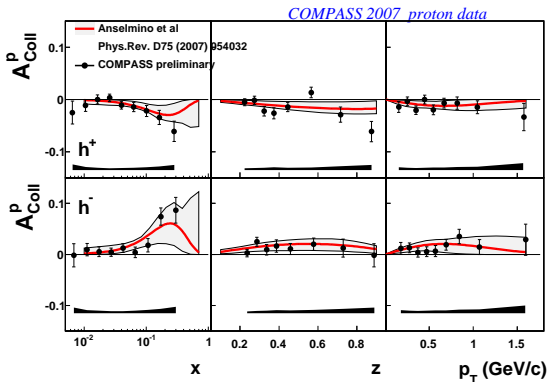 COMPASS 2007 proton data
Anselmino et al
Phys.Rev. D75 (2007) 054032
COMPASS preliminary
A^p_Coll
0.1
0
-0.1
h+
A^p_Coll
0.1
0
-0.1
h-
10^-2 10^-1 1
0.2 0.4 0.6 0.8
0.5 1 1.5
x
z
p_T (GeV/c)